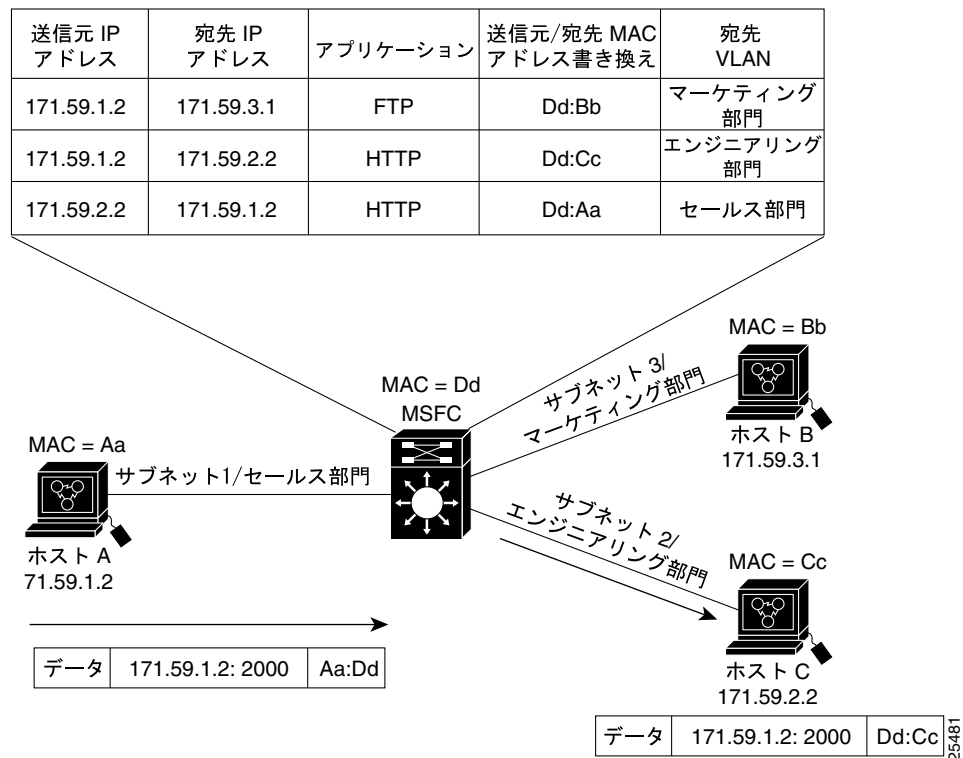 送信元 IP
アドレス
宛先 IP
アドレス
アプリケーション
送信元/宛先 MAC
アドレス書き換え
宛先
VLAN
171.59.1.2
171.59.3.1
FTP
Dd:Bb
マーケティング
部門
171.59.1.2
171.59.2.2
HTTP
Dd:Cc
エンジニアリング
部門
171.59.2.2
171.59.1.2
HTTP
Dd:Aa
セールス部門
MAC = Bb
サブネット 3/
マーケティング部門
ホスト B
171.59.3.1
MAC = Dd
MSFC
MAC = Aa
サブネット1/セールス部門
ホスト A
71.59.1.2
サブネット 2/
エンジニアリング部門
MAC = Cc
ホスト C
171.59.2.2
データ
171.59.1.2: 2000
Aa:Dd
データ
171.59.1.2: 2000
Dd:Cc
25481